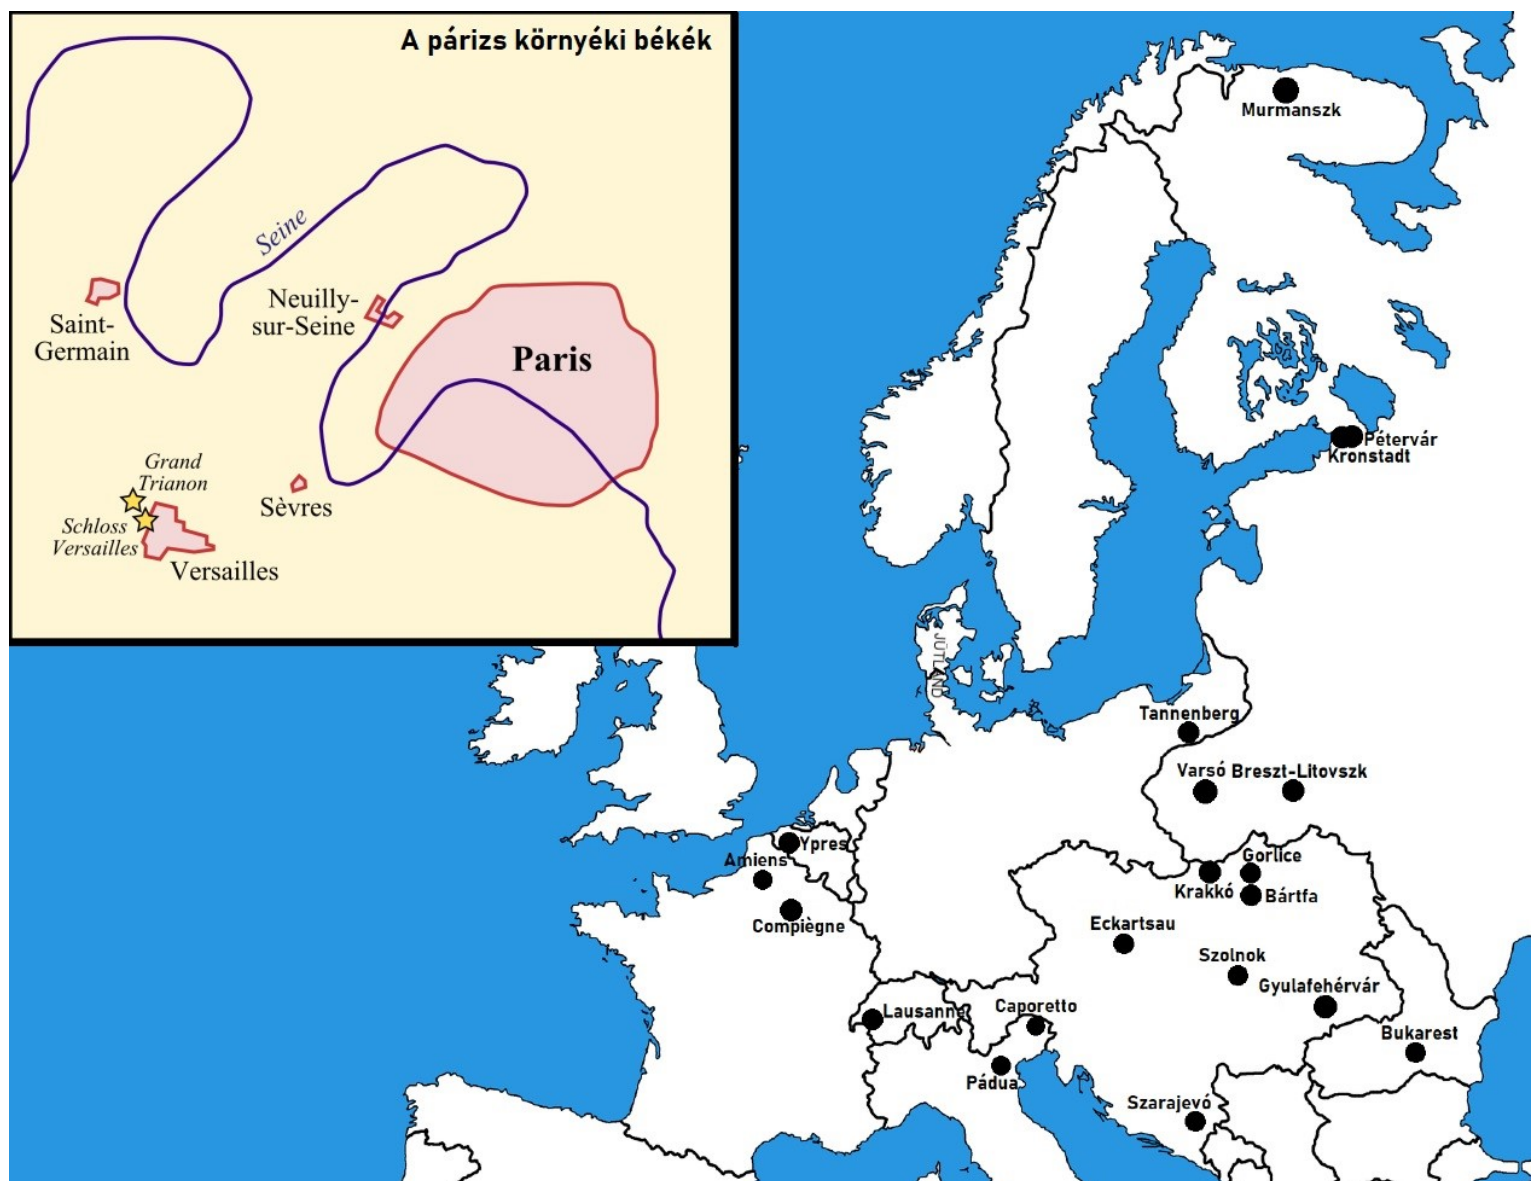 A párizs környéki békék
Seine
Saint-
Germain
Neuilly-
sur-Seine
Paris
Grand
Trianon
Schloss
Versailles
Versailles
Sèvres
Murmanszk
Pétervár
Kronstadt
JÜTLAND
Tannenberg
Varsó
Breszt-Litovszk
Ypres
Amiens
Compiègne
Gorlice
Krakkó
Bártfa
Eckartsau
Szolnok
Gyulafehérvár
Lausanne
Caporetto
Bukarest
Pádua
Szarajevó